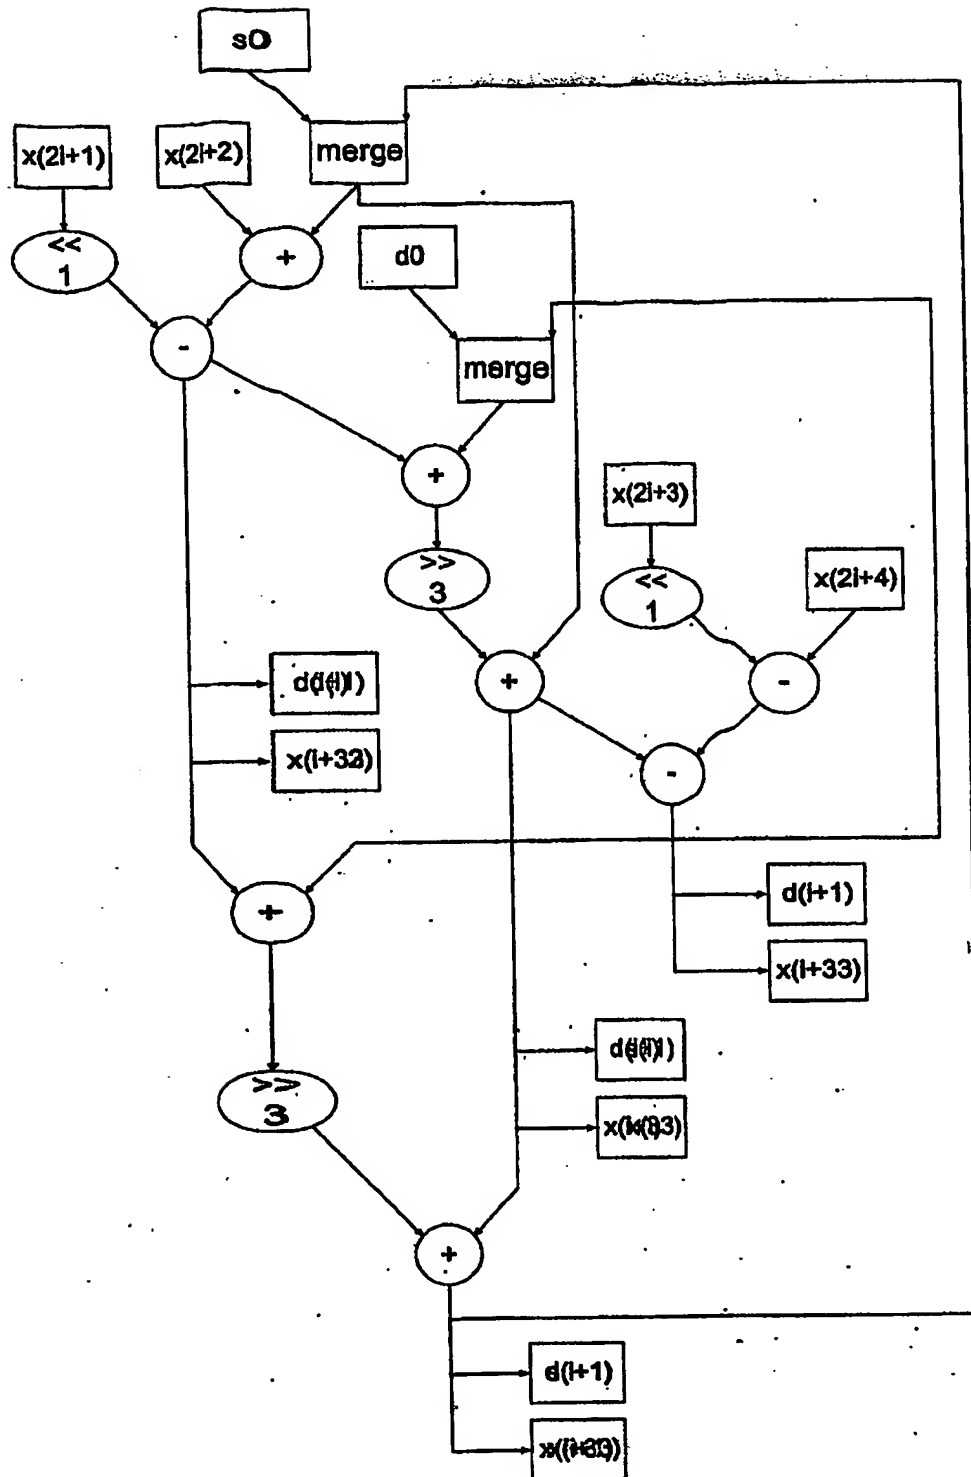 s0
x(2i+1)
x(2i+2)
merge
<<
1
+
d0
-
merge
+
x(2i+3)
>>
3
<<
1
x(2i+4)
+
-
x(i+32)
-
+
d(i+1)
x(i+33)
>>
3
+